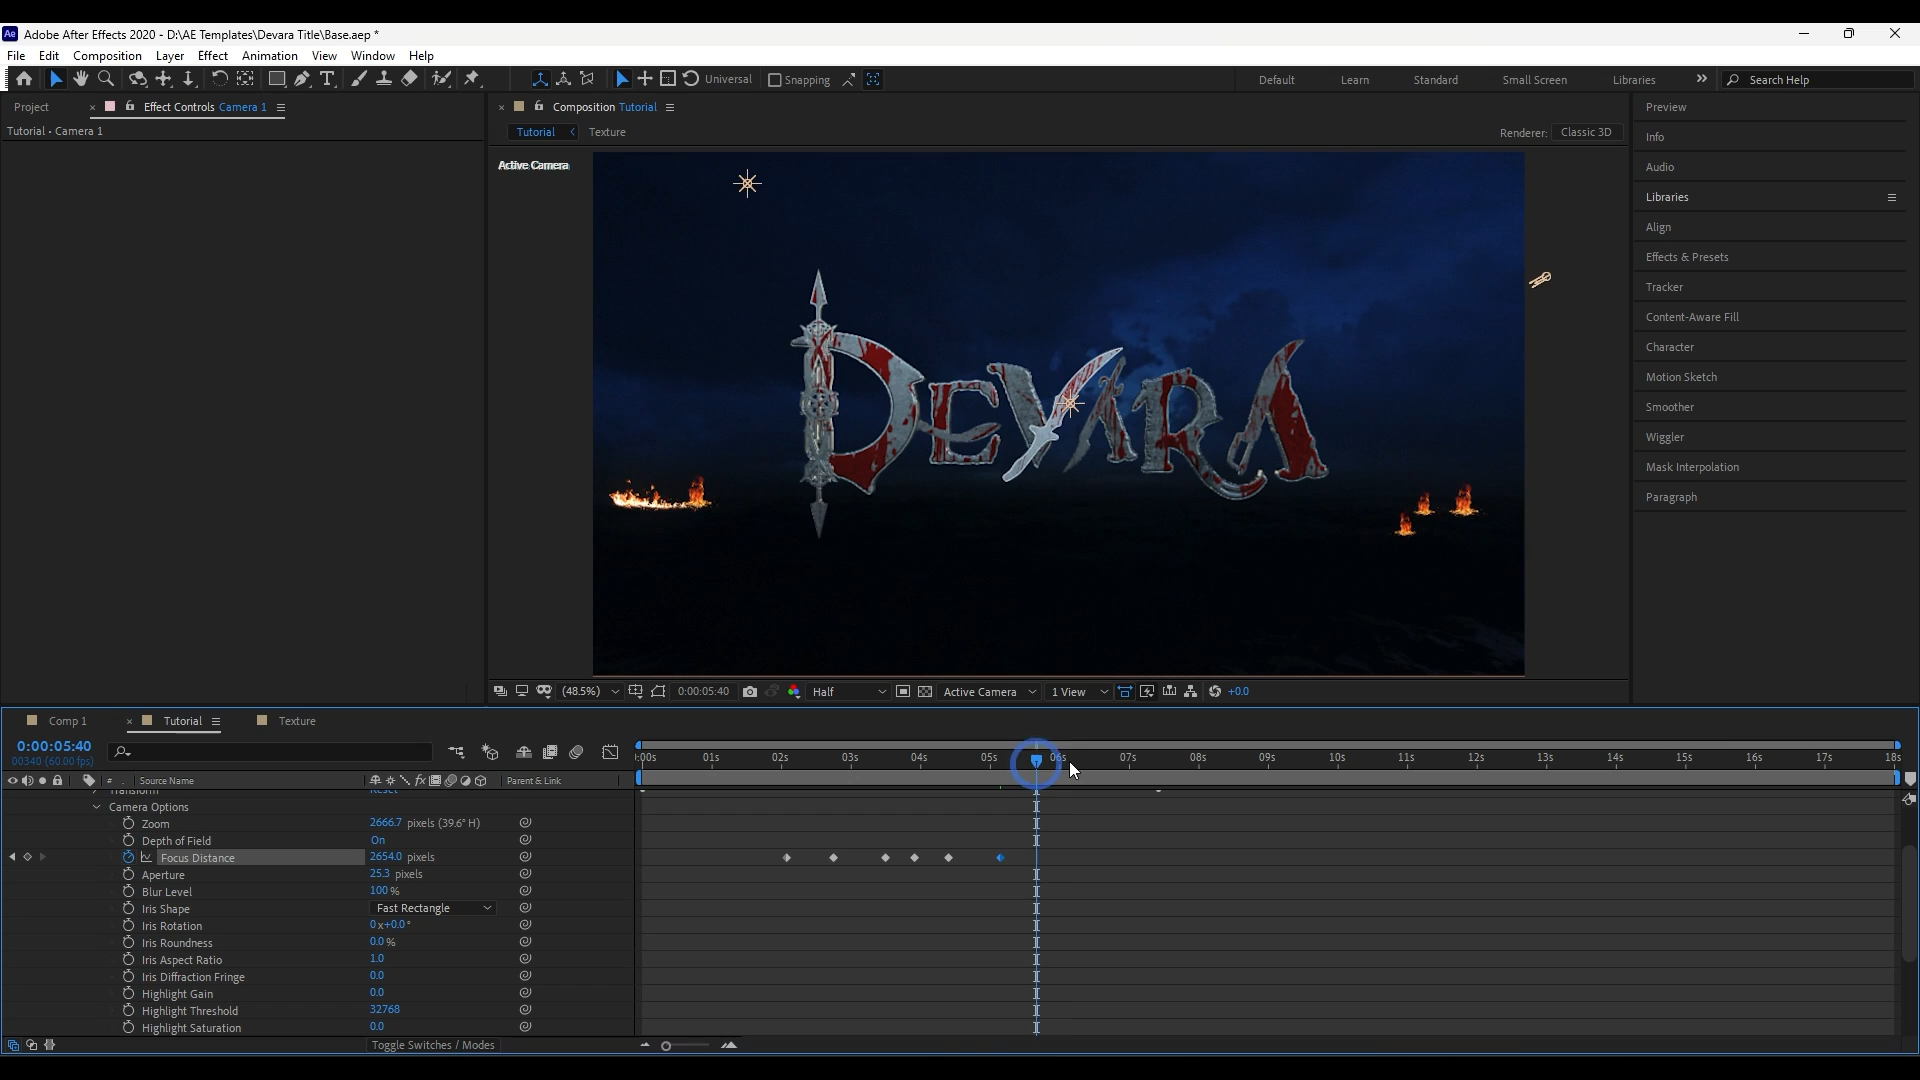 Ae Adobe After Effects 2020 - D:\AE Templates\Devara Title\Base.aep *
File Edit Composition Layer Effect Animation View Window Help
Universal Snapping Default Learn Standard Small Screen Libraries Search Help
Project Effect Controls Camera 1
Composition Tutorial
Preview
Tutorial • Camera 1
Tutorial Texture
Renderer: Classic 3D
Info
Active Camera
Audio
Libraries
Align
Effects & Presets
Tracker
Content-Aware Fill
Character
Motion Sketch
Smoother
Wiggler
Mask Interpolation
Paragraph
DEVARA
(48.5%) 0:00:05:40 Half Active Camera 1 View +0.0
Comp 1 Tutorial Texture
0:00:05:40
00340 (60.00 fps)
:00s 01s 02s 03s 04s 05s 06s 07s 08s 09s 10s 11s 12s 13s 14s 15s 16s 17s 18s
# Source Name Parent & Link
Transform Reset
Camera Options
Zoom 2666.7 pixels (39.6° H)
Depth of Field On
Focus Distance 2654.0 pixels
Aperture 25.3 pixels
Blur Level 100 %
Iris Shape Fast Rectangle
Iris Rotation 0x+0.0°
Iris Roundness 0.0 %
Iris Aspect Ratio 1.0
Iris Diffraction Fringe 0.0
Highlight Gain 0.0
Highlight Threshold 32768
Highlight Saturation 0.0
Toggle Switches / Modes